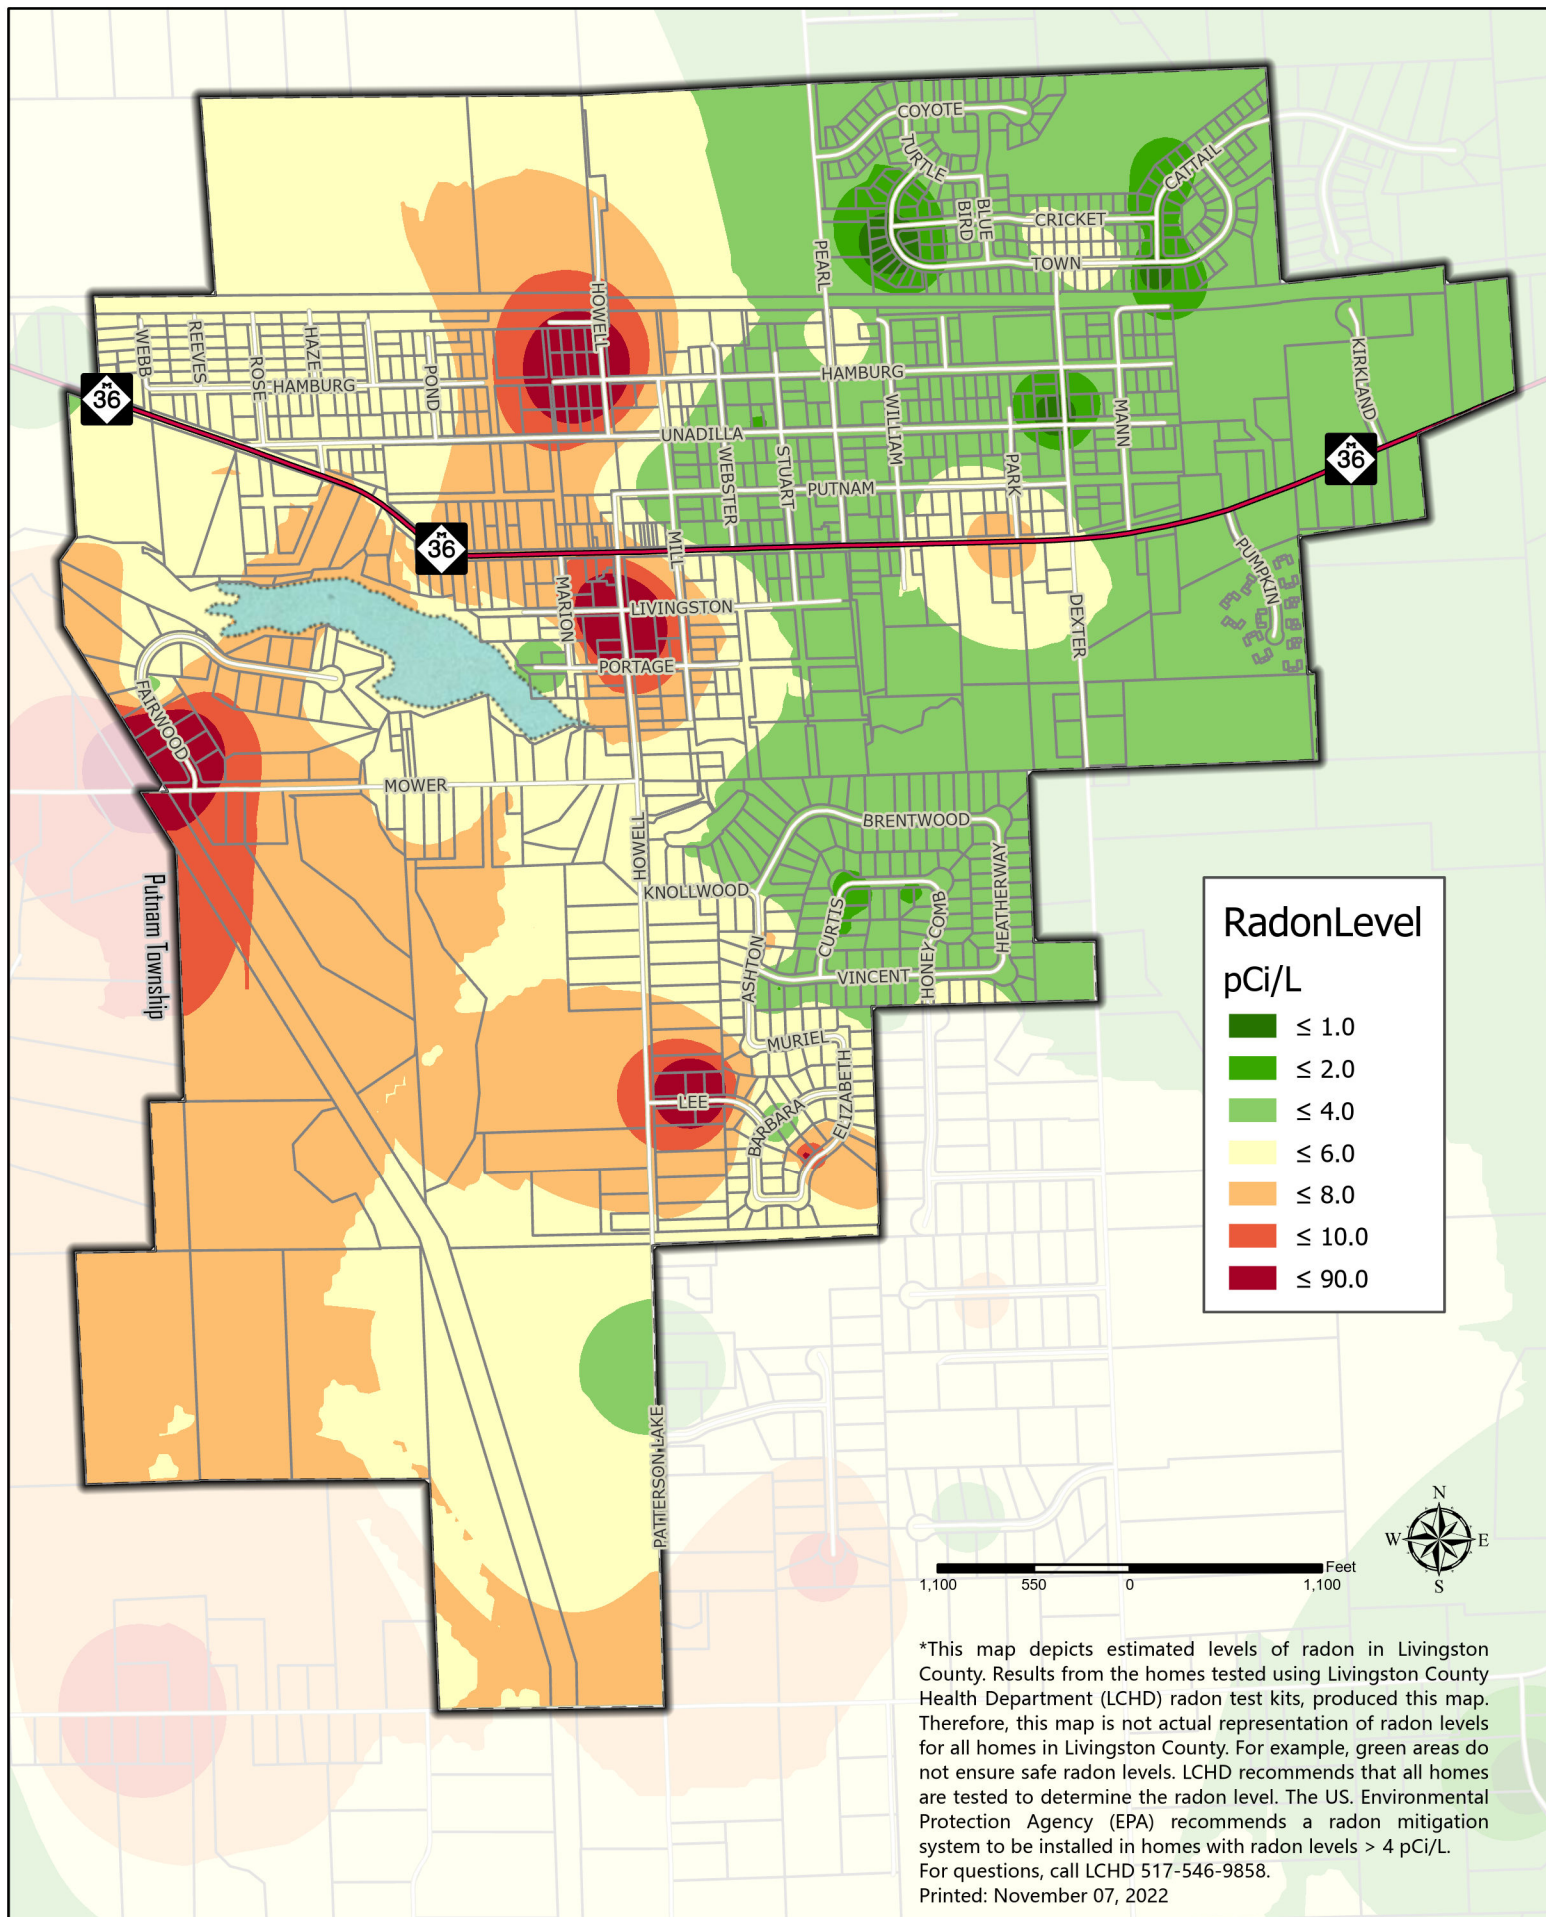 COYOTE
TURTLE
CATTAIL
BLUE
BIRD
CRICKET
TOWN
PEARL
HOWELL
WEBB
REEVES
ROSE
HAZE
HAMBURG
POND
HAMBURG
KIRKLAND
M
36
UNADILLA
WEBSTER
STUART
WILLIAM
PARK
MANN
M
36
PUTNAM
M
36
MILL
PUMPKIN
MARION
LIVINGSTON
DEXTER
PORTAGE
FAIRWOOD
MOWER
HOWELL
BRENTWOOD
KNOLLWOOD
CURTIS
HONEY COMB
HEATHERWAY
Putnam Township
ASHTON
VINCENT
MURIEL
ELIZABETH
LEE
BARBARA
PATTERSON LAKE
RadonLevel
pCi/L
≤ 1.0
≤ 2.0
≤ 4.0
≤ 6.0
≤ 8.0
≤ 10.0
≤ 90.0
N
W E
S
Feet
1,100 550 0 1,100
*This map depicts estimated levels of radon in Livingston
County. Results from the homes tested using Livingston County
Health Department (LCHD) radon test kits, produced this map.
Therefore, this map is not actual representation of radon levels
for all homes in Livingston County. For example, green areas do
not ensure safe radon levels. LCHD recommends that all homes
are tested to determine the radon level. The US. Environmental
Protection Agency (EPA) recommends a radon mitigation
system to be installed in homes with radon levels > 4 pCi/L.
For questions, call LCHD 517-546-9858.
Printed: November 07, 2022